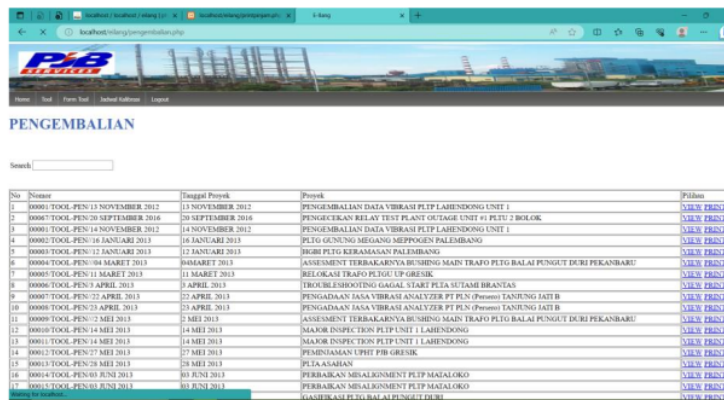 localhost / localhost / elang | p
localhost/elang/printpinjam.ph
E-Ilang
localhost/elang/pengembalian.php
PJB
SERVICES
Home Tool Form Tool Jadwal Kalibrasi Logout
PENGEMBALIAN
Search
No Nomor Tanggal Proyek Proyek Pilihan
1 00001/TOOL-PEN/13 NOVEMBER 2012 13 NOVEMBER 2012 PENGEMBALIAN DATA VIBRASI PLTP LAHENDONG UNIT 1 VIEW PRINT
2 00067/TOOL-PEN/20 SEPTEMBER 2016 20 SEPTEMBER 2016 PENGECEKAN RELAY TEST PLANT OUTAGE UNIT #1 PLTU 2 BOLOK VIEW PRINT
3 00001/TOOL-PEN/14 NOVEMBER 2012 14 NOVEMBER 2012 PENGEMBALIAN DATA VIBRASI PLTP LAHENDONG UNIT 1 VIEW PRINT
4 00002/TOOL-PEN//16 JANUARI 2013 16 JANUARI 2013 PLTG GUNUNG MEGANG MEPPOGEN PALEMBANG VIEW PRINT
5 00003/TOOL-PEN//12 JANUARI 2013 12 JANUARI 2013 HGBI PLTG KERAMASAN PALEMBANG VIEW PRINT
6 00004/TOOL-PEN//04 MARET 2013 04MARET 2013 ASSESMENT TERBAKARNYA BUSHING MAIN TRAFO PLTG BALAI PUNGUT DURI PEKANBARU VIEW PRINT
7 00005/TOOL-PEN/11 MARET 2013 11 MARET 2013 RELOKASI TRAFO PLTGU UP GRESIK VIEW PRINT
8 00006/TOOL-PEN/3 APRIL 2013 3 APRIL 2013 TROUBLESHOOTING GAGAL START PLTA SUTAMI BRANTAS VIEW PRINT
9 00007/TOOL-PEN//22 APRIL 2013 22 APRIL 2013 PENGADAAN JASA VIBRASI ANALYZER PT PLN (Persero) TANJUNG JATI B VIEW PRINT
10 00008/TOOL-PEN/23 APRIL 2013 23 APRIL 2013 PENGADAAN JASA VIBRASI ANALYZER PT PLN (Persero) TANJUNG JATI B VIEW PRINT
11 00009/TOOL-PEN//2 MEI 2013 2 MEI 2013 ASSESMENT TERBAKARNYA BUSHING MAIN TRAFO PLTG BALAI PUNGUT DURI PEKANBARU VIEW PRINT
12 00010/TOOL-PEN/14 MEI 2013 14 MEI 2013 MAJOR INSPECTION PLTP UNIT 1 LAHENDONG VIEW PRINT
13 00011/TOOL-PEN/14 MEI 2013 14 MEI 2013 MAJOR INSPECTION PLTP UNIT 1 LAHENDONG VIEW PRINT
14 00012/TOOL-PEN/27 MEI 2013 27 MEI 2013 PEMINJAMAN UPHT PJB GRESIK VIEW PRINT
15 00013/TOOL-PEN/28 MEI 2013 28 MEI 2013 PLTA ASAHAN VIEW PRINT
16 00014/TOOL-PEN/03 JUNI 2013 03 JUNI 2013 PERBAIKAN MISALIGNMENT PLTP MATALOKO VIEW PRINT
17 00015/TOOL-PEN/03 JUNI 2013 03 JUNI 2013 PERBAIKAN MISALIGNMENT PLTP MATALOKO VIEW PRINT
Waiting for localhost... GASIFIKASI PLTG BALAI PUNGUT DURI VIEW PRINT